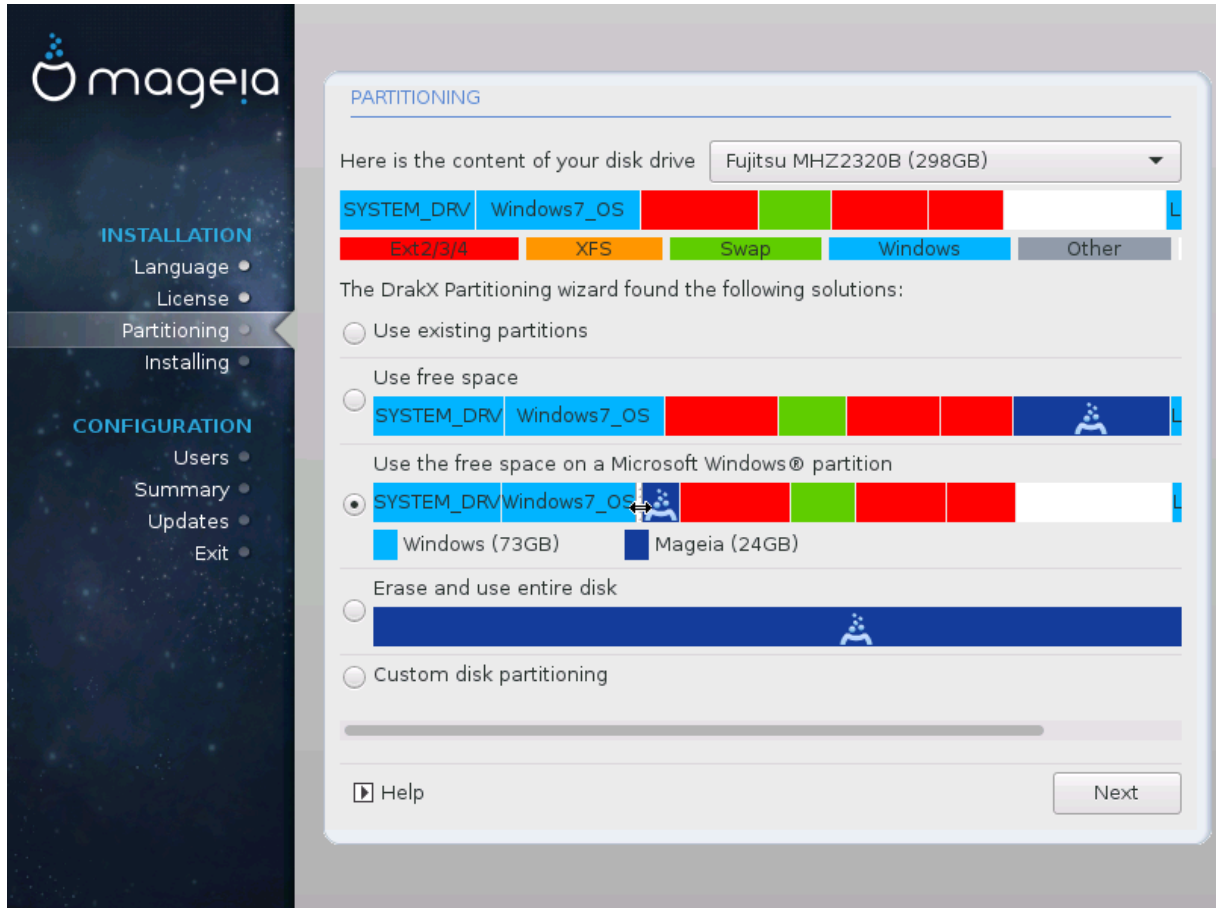 mageia
INSTALLATION
Language
License
Partitioning
Installing
CONFIGURATION
Users
Summary
Updates
Exit
PARTITIONING
Here is the content of your disk drive Fujitsu MHZ2320B (298GB)
SYSTEM_DRV Windows7_OS L
Ext2/3/4 XFS Swap Windows Other
The DrakX Partitioning wizard found the following solutions:
Use existing partitions
Use free space
SYSTEM_DRV Windows7_OS L
Use the free space on a Microsoft Windows® partition
SYSTEM_DRV Windows7_OS L
Windows (73GB) Mageia (24GB)
Erase and use entire disk
Custom disk partitioning
Help Next